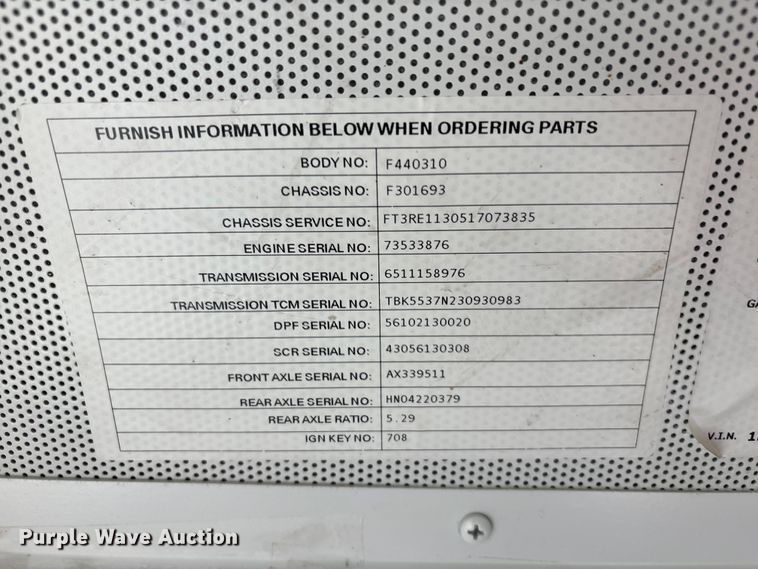 FURNISH INFORMATION BELOW WHEN ORDERING PARTS
BODY NO: F440310
CHASSIS NO: F301693
CHASSIS SERVICE NO: FT3RE1130517073835
ENGINE SERIAL NO: 73533876
TRANSMISSION SERIAL NO: 6511158976
TRANSMISSION TCM SERIAL NO: TBK5537N230930983
DPF SERIAL NO: 56102130020
SCR SERIAL NO: 43056130308
FRONT AXLE SERIAL NO: AX339511
REAR AXLE SERIAL NO: HN04220379
REAR AXLE RATIO: 5.29
IGN KEY NO: 708
GA
V.I.N. 1
Purple Wave Auction